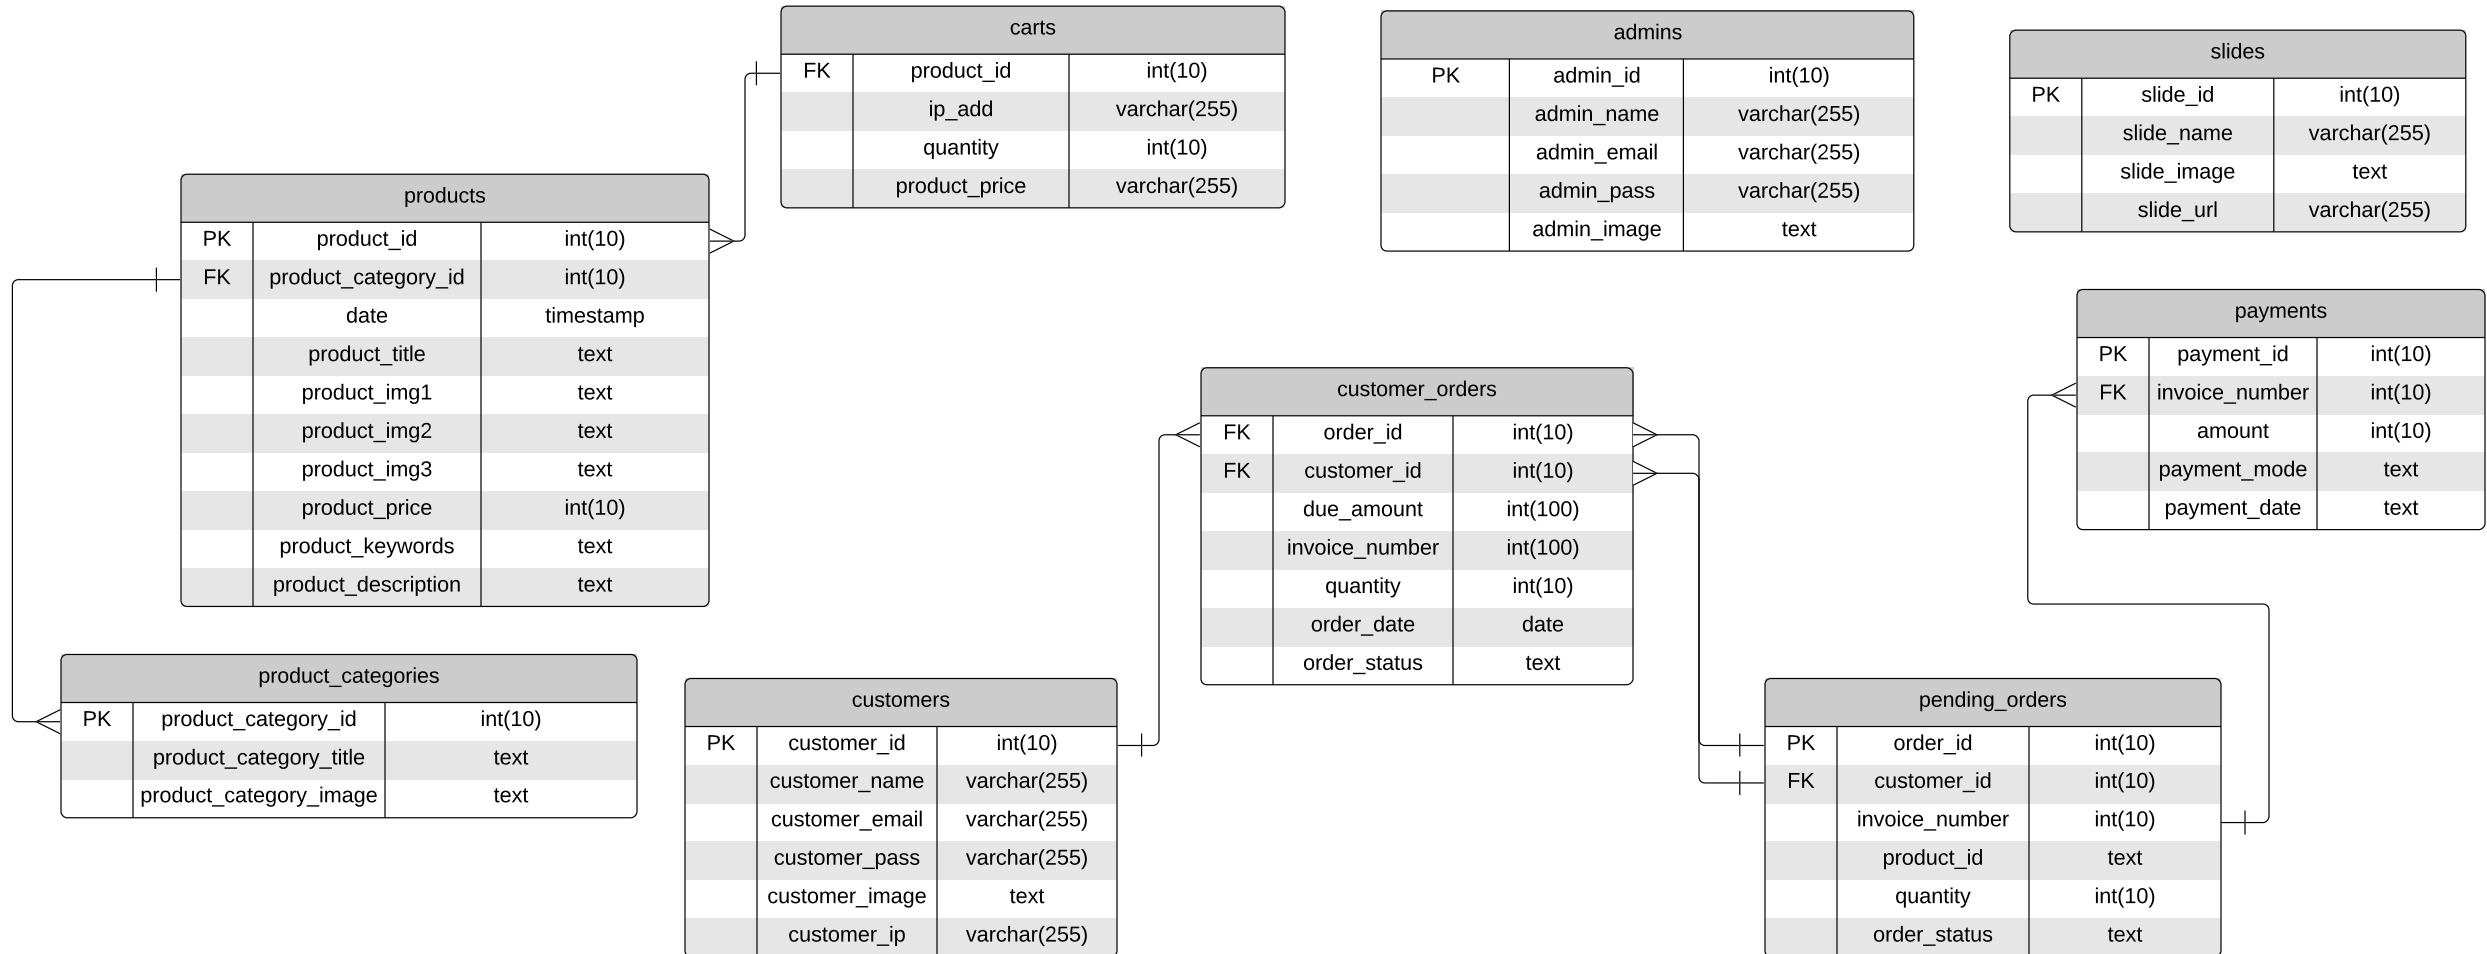 carts
FK product_id int(10)
ip_add varchar(255)
quantity int(10)
product_price varchar(255)
admins
PK admin_id int(10)
admin_name varchar(255)
admin_email varchar(255)
admin_pass varchar(255)
admin_image text
slides
PK slide_id int(10)
slide_name varchar(255)
slide_image text
slide_url varchar(255)
products
PK product_id int(10)
FK product_category_id int(10)
date timestamp
product_title text
product_img1 text
product_img2 text
product_img3 text
product_price int(10)
product_keywords text
product_description text
payments
PK payment_id int(10)
FK invoice_number int(10)
amount int(10)
payment_mode text
payment_date text
customer_orders
FK order_id int(10)
FK customer_id int(10)
due_amount int(100)
invoice_number int(100)
quantity int(10)
order_date date
order_status text
product_categories
PK product_category_id int(10)
product_category_title text
product_category_image text
customers
PK customer_id int(10)
customer_name varchar(255)
customer_email varchar(255)
customer_pass varchar(255)
customer_image text
customer_ip varchar(255)
pending_orders
PK order_id int(10)
FK customer_id int(10)
invoice_number int(10)
product_id text
quantity int(10)
order_status text